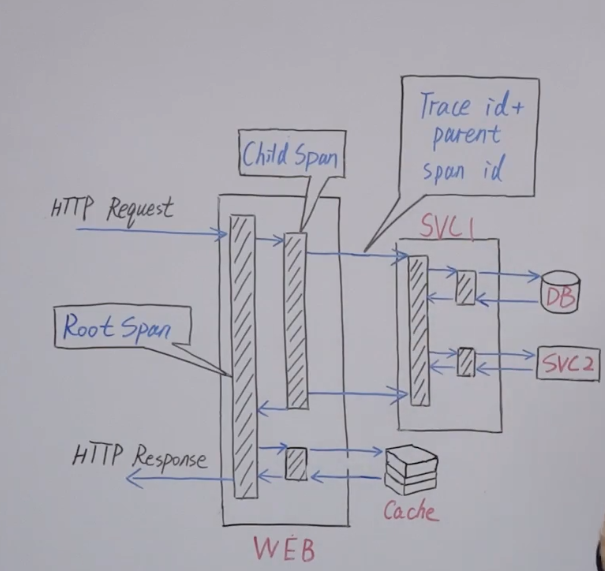 Trace id+
parent
span id
Child Span
HTTP Request
SVC1
Root Span
DB
SVC2
HTTP Response
Cache
WEB